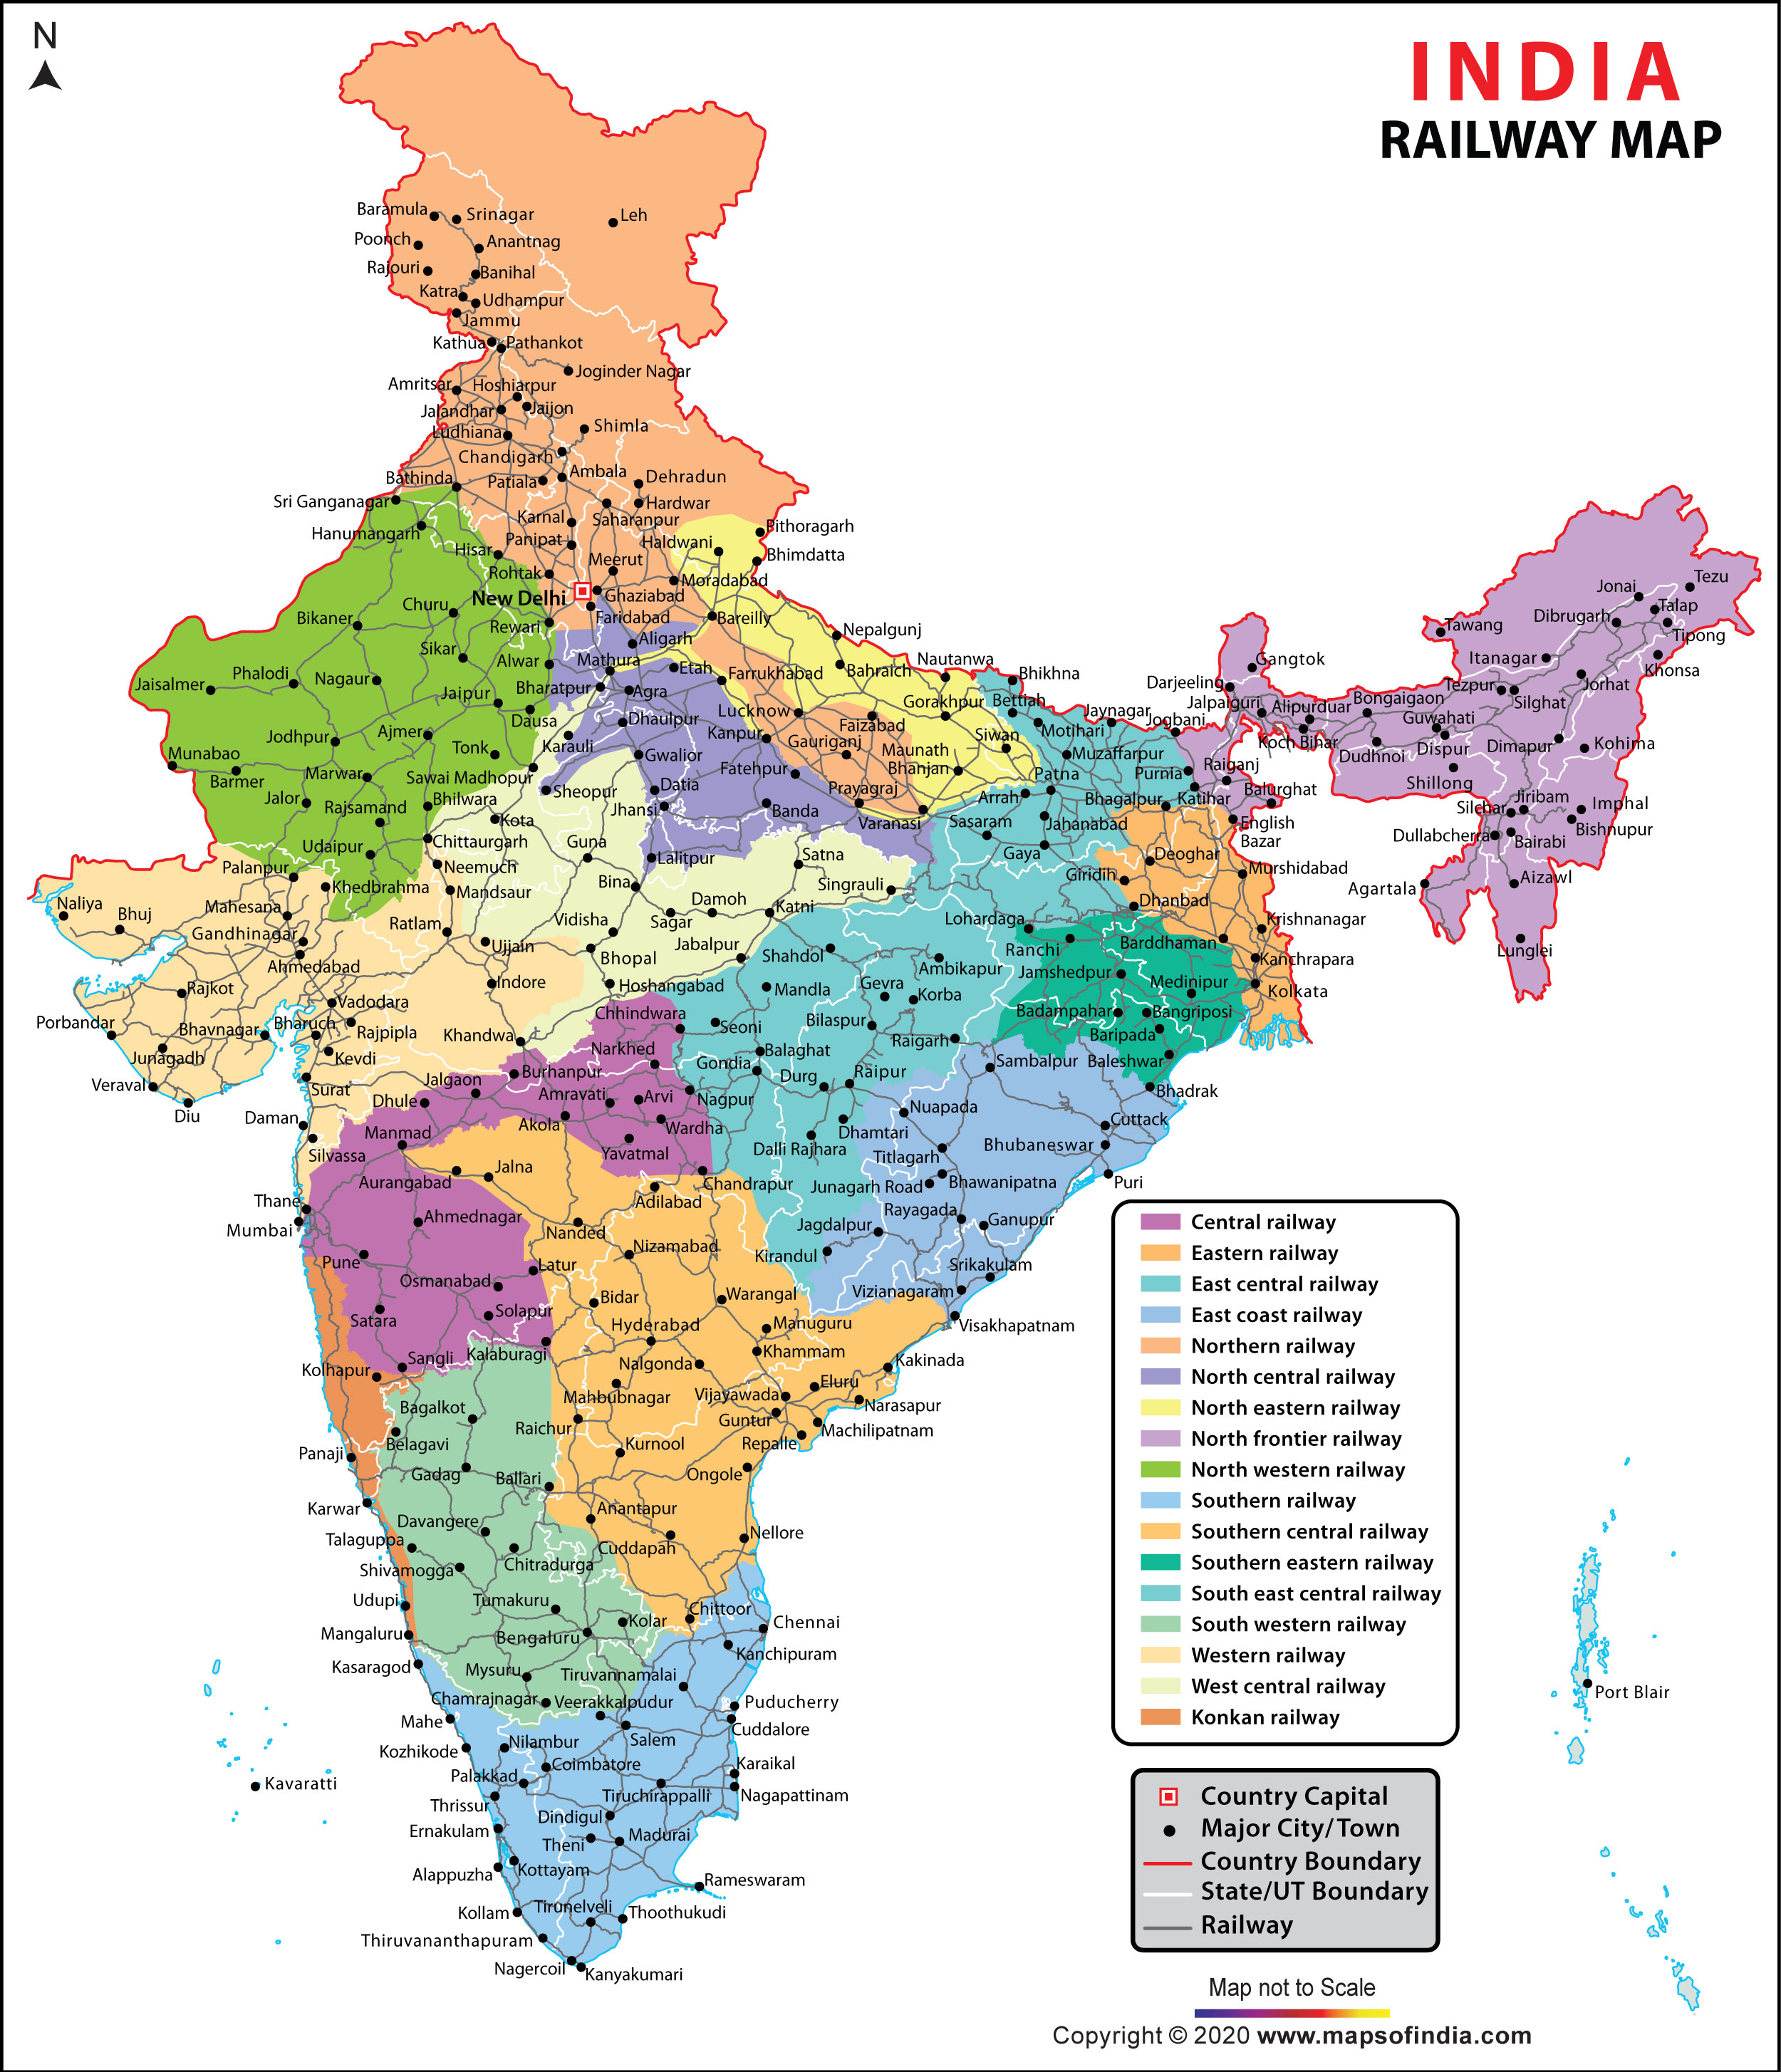 N
INDIA
RAILWAY MAP
Baramula
Srinagar
Leh
Poonch
Anantnag
Rajouri
Banihal
Katra
Udhampur
Jammu
Kathua
Pathankot
Joginder Nagar
Amritsar
Hoshiarpur
Jalandhar
Jaijon
Ludhiana
Shimla
Chandigarh
Bathinda
Patiala
Ambala
Dehradun
Sri Ganganagar
Hardwar
Hanumangarh
Karnal
Saharanpur
Pithoragarh
Hisar
Panipat
Haldwani
Bhimdatta
Rohtak
Meerut
Moradabad
New Delhi
Ghaziabad
Churu
Bikaner
Rewari
Faridabad
Bareilly
Nepalgunj
Sikar
Alwar
Aligarh
Mathura
Etah
Farrukhabad
Bahraich
Nautanwa
Bhikhna
Jaisalmer
Phalodi
Nagaur
Jaipur
Bharatpur
Agra
Gorakhpur
Bettiah
Dausa
Dhaulpur
Lucknow
Faizabad
Jaynagar
Jogbani
Motihari
Jodhpur
Ajmer
Tonk
Karauli
Gwalior
Kanpur
Gauriganj
Maunath
Bhanjan
Siwan
Muzaffarpur
Munabao
Barmer
Marwar
Sawai Madhopur
Fatehpur
Patna
Purnia
Jalor
Rajsamand
Bhilwara
Sheopur
Datia
Prayagraj
Arrah
Bhagalpur
Katihar
Kota
Jhansi
Banda
Varanasi
Sasaram
Jahanabad
Udaipur
Chittaurgarh
Guna
Lalitpur
Satna
Gaya
Deoghar
Palanpur
Neemuch
Khedbrahma
Mandsaur
Bina
Singrauli
Giridih
Murshidabad
Naliya
Bhuj
Mahesana
Ratlam
Vidisha
Sagar
Damoh
Katni
Dhanbad
Gandhinagar
Lohardaga
Krishnanagar
Ahmedabad
Ujjain
Bhopal
Jabalpur
Shahdol
Ranchi
Barddhaman
Kanchrapara
Rajkot
Indore
Hoshangabad
Mandla
Ambikapur
Jamshedpur
Medinipur
Kolkata
Gevra
Korba
Porbandar
Bhavnagar
Vadodara
Bharuch
Rajpipla
Khandwa
Chhindwara
Seoni
Bilaspur
Badampahar
Bangriposi
Junagadh
Kevdi
Narkhed
Balaghat
Raigarh
Baripada
Veraval
Surat
Burhanpur
Gondia
Durg
Raipur
Sambalpur
Baleshwar
Diu
Daman
Dhule
Jalgaon
Amravati
Arvi
Nagpur
Bhadrak
Akola
Wardha
Nuapada
Cuttack
Manmad
Yavatmal
Dhamtari
Silvassa
Dalli Rajhara
Titlagarh
Bhubaneswar
Aurangabad
Jalna
Chandrapur
Junagarh Road
Bhawanipatna
Puri
Thane
Adilabad
Mumbai
Ahmednagar
Nanded
Rayagada
Jagdalpur
Ganupur
Pune
Nizamabad
Kirandul
Osmanabad
Latur
Srikakulam
Satara
Solapur
Bidar
Warangal
Vizianagaram
Hyderabad
Manuguru
Visakhapatnam
Kolhapur
Sangli
Kalaburagi
Nalgonda
Khammam
Kakinada
Bagalkot
Mahbubnagar
Vijayawada
Eluru
Narasapur
Belagavi
Raichur
Guntur
Machilipatnam
Panaji
Kurnool
Repalle
Gadag
Ballari
Ongole
Karwar
Anantapur
Davangere
Nellore
Talaguppa
Cuddapah
Chitradurga
Shivamogga
Udupi
Tumakuru
Kolar
Chittoor
Chennai
Mangaluru
Bengaluru
Kanchipuram
Kasaragod
Mysuru
Tiruvannamalai
Chamrajnagar
Veerakkalpudur
Puducherry
Mahe
Cuddalore
Kozhikode
Nilambur
Salem
Coimbatore
Karaikal
Palakkad
Kavaratti
Tiruchirappalli
Nagapattinam
Thrissur
Dindigul
Ernakulam
Theni
Madurai
Alappuzha
Kottayam
Rameswaram
Kollam
Tirunelveli
Thoothukudi
Thiruvananthapuram
Nagercoil
Kanyakumari
Gangtok
Darjeeling
Jalpaiguri
Alipurduar
Koch Bihar
Bongaigaon
Guwahati
Dispur
Dudhnoi
Shillong
Raiganj
Balurghat
English
Bazar
Tawang
Itanagar
Tezpur
Silghat
Jorhat
Jonai
Tezu
Dibrugarh
Talap
Tipong
Khonsa
Dimapur
Kohima
Silchar
Jiribam
Imphal
Bishnupur
Dullabcherra
Bairabi
Agartala
Aizawl
Lunglei
Port Blair
Central railway
Eastern railway
East central railway
East coast railway
Northern railway
North central railway
North eastern railway
North frontier railway
North western railway
Southern railway
Southern central railway
Southern eastern railway
South east central railway
South western railway
Western railway
West central railway
Konkan railway
Country Capital
Major City/Town
Country Boundary
State/UT Boundary
Railway
Map not to Scale
Copyright © 2020 www.mapsofindia.com